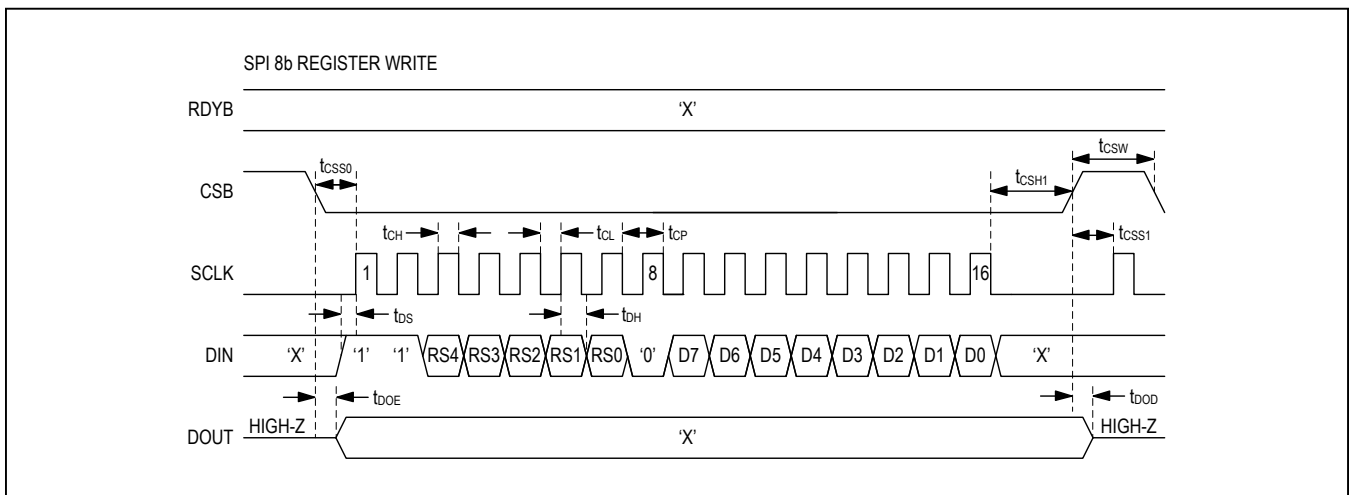 SPI 8b REGISTER WRITE
RDYB 'X'
tCSS0 tCSW
CSB tCSH1
tCH tCL tCP tCSS1
SCLK 1 8 16
tDS tDH
DIN 'X' '1' '1' RS4 RS3 RS2 RS1 RS0 '0' D7 D6 D5 D4 D3 D2 D1 D0 'X'
tDOE tDOD
DOUT HIGH-Z 'X' HIGH-Z